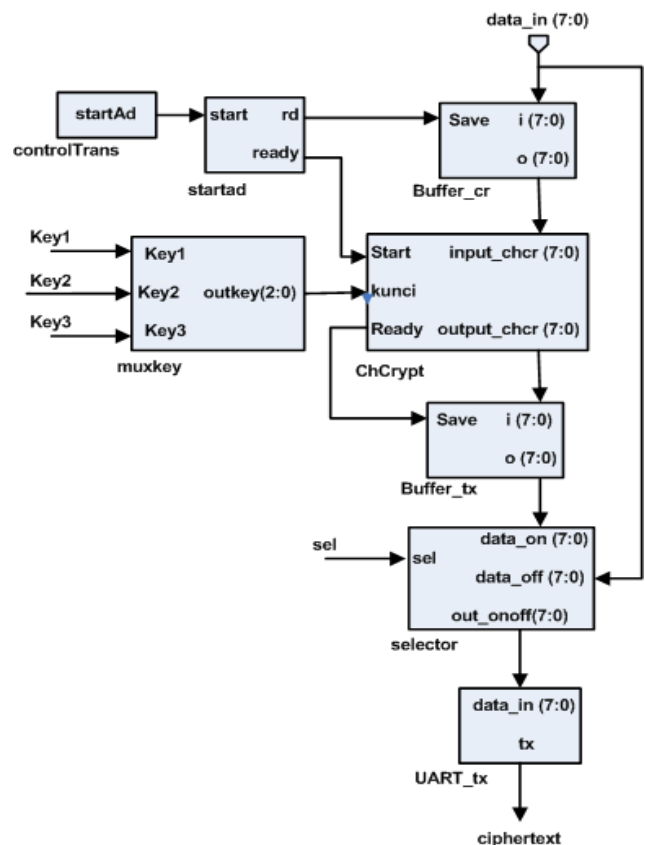 data_in (7:0)
startAd
controlTrans
start rd
ready
startad
Save i (7:0)
o (7:0)
Buffer_cr
Key1
Key2
Key3
Key1
Key2 outkey(2:0)
Key3
muxkey
Start input_chcr (7:0)
kunci
Ready output_chcr (7:0)
ChCrypt
Save i (7:0)
o (7:0)
Buffer_tx
sel
data_on (7:0)
sel
data_off (7:0)
out_onoff(7:0)
selector
data_in (7:0)
tx
UART_tx
ciphertext